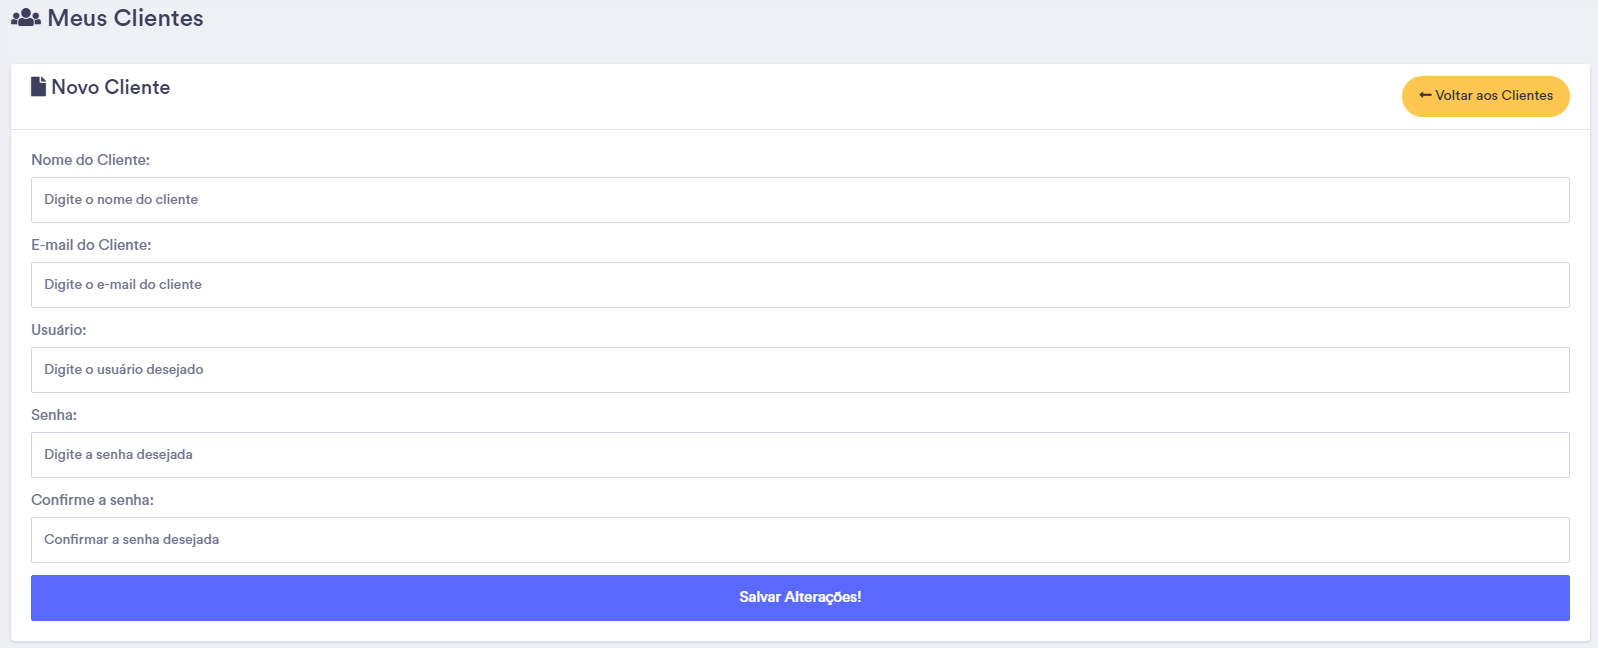 Meus Clientes
Novo Cliente
Voltar aos Clientes
Nome do Cliente:
Digite o nome do cliente
E-mail do Cliente:
Digite o e-mail do cliente
Usuário:
Digite o usuário desejado
Senha:
Digite a senha desejada
Confirme a senha:
Confirmar a senha desejada
Salvar Alterações!